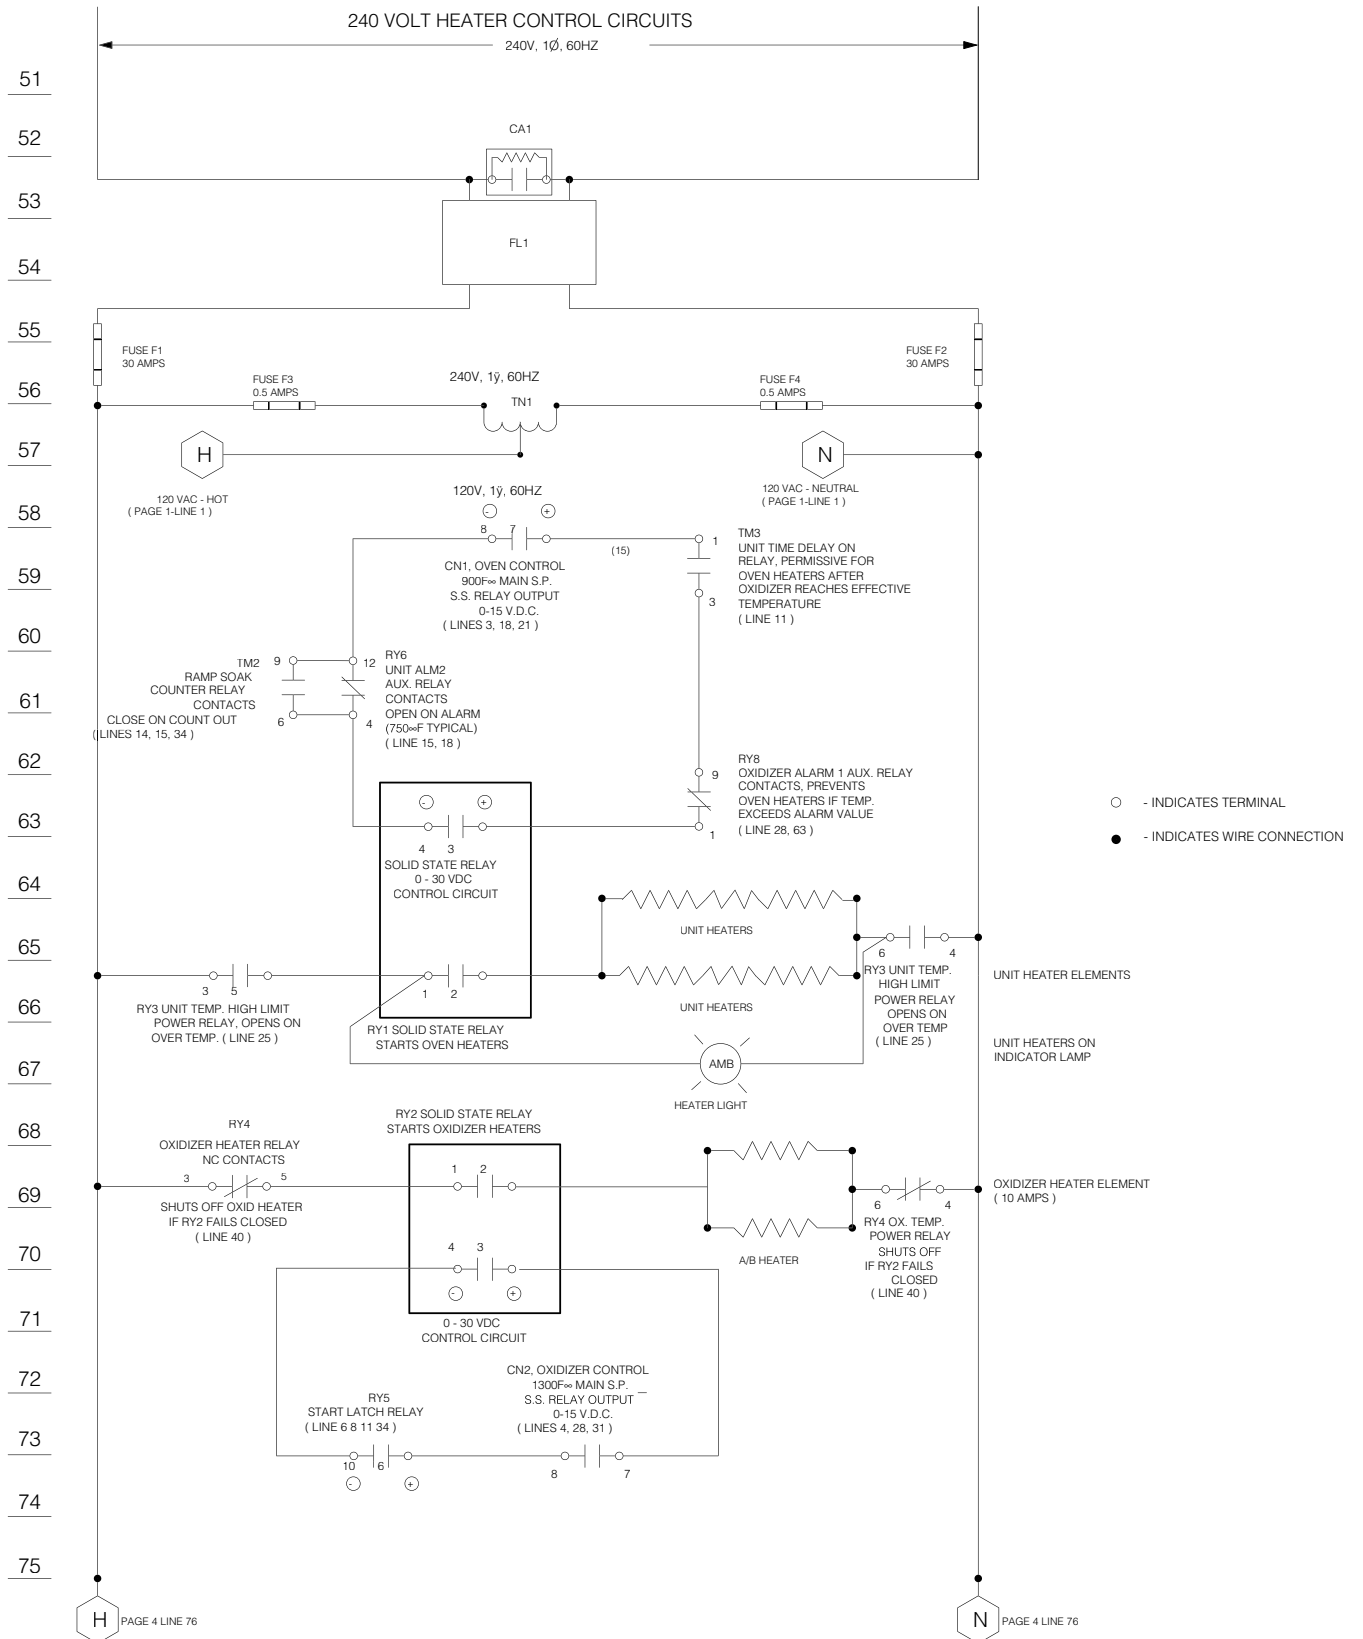 240 VOLT HEATER CONTROL CIRCUITS
240V, 1Ø, 60HZ
51
52
CA1
53
FL1
54
55
FUSE F1
30 AMPS
FUSE F2
30 AMPS
56
FUSE F3
0.5 AMPS
240V, 1ÿ, 60HZ
TN1
FUSE F4
0.5 AMPS
57
H
N
120 VAC - HOT
( PAGE 1-LINE 1 )
120 VAC - NEUTRAL
( PAGE 1-LINE 1 )
58
120V, 1ÿ, 60HZ
- +
8 7
(15)
1
TM3
UNIT TIME DELAY ON
RELAY, PERMISSIVE FOR
OVEN HEATERS AFTER
OXIDIZER REACHES EFFECTIVE
TEMPERATURE
( LINE 11 )
3
59
CN1, OVEN CONTROL
900F∞ MAIN S.P.
S.S. RELAY OUTPUT
0-15 V.D.C.
( LINES 3, 18, 21 )
60
TM2
RAMP SOAK
COUNTER RELAY
CONTACTS
CLOSE ON COUNT OUT
( LINES 14, 15, 34 )
9
6
12
4
RY6
UNIT ALM2
AUX. RELAY
CONTACTS
OPEN ON ALARM
(750∞F TYPICAL)
( LINE 15, 18 )
61
62
RY8
OXIDIZER ALARM 1 AUX. RELAY
CONTACTS, PREVENTS
OVEN HEATERS IF TEMP.
EXCEEDS ALARM VALUE
( LINE 28, 63 )
9
1
- INDICATES TERMINAL
- INDICATES WIRE CONNECTION
63
- +
4 3
SOLID STATE RELAY
0 - 30 VDC
CONTROL CIRCUIT
64
UNIT HEATERS
65
6 4
RY3 UNIT TEMP.
HIGH LIMIT
POWER RELAY
OPENS ON
OVER TEMP
( LINE 25 )
UNIT HEATER ELEMENTS
3 5
RY3 UNIT TEMP. HIGH LIMIT
POWER RELAY, OPENS ON
OVER TEMP. ( LINE 25 )
1 2
RY1 SOLID STATE RELAY
STARTS OVEN HEATERS
UNIT HEATERS
66
UNIT HEATERS ON
INDICATOR LAMP
67
AMB
HEATER LIGHT
68
RY4
OXIDIZER HEATER RELAY
NC CONTACTS
3 5
SHUTS OFF OXID HEATER
IF RY2 FAILS CLOSED
( LINE 40 )
RY2 SOLID STATE RELAY
STARTS OXIDIZER HEATERS
1 2
69
OXIDIZER HEATER ELEMENT
( 10 AMPS )
6 4
RY4 OX. TEMP.
POWER RELAY
SHUTS OFF
IF RY2 FAILS
CLOSED
( LINE 40 )
70
4 3
- +
A/B HEATER
71
0 - 30 VDC
CONTROL CIRCUIT
72
RY5
START LATCH RELAY
( LINE 6 8 11 34 )
CN2, OXIDIZER CONTROL
1300F∞ MAIN S.P.
S.S. RELAY OUTPUT
0-15 V.D.C.
( LINES 4, 28, 31 )
73
10 6
- +
8 7
74
75
H PAGE 4 LINE 76
N PAGE 4 LINE 76